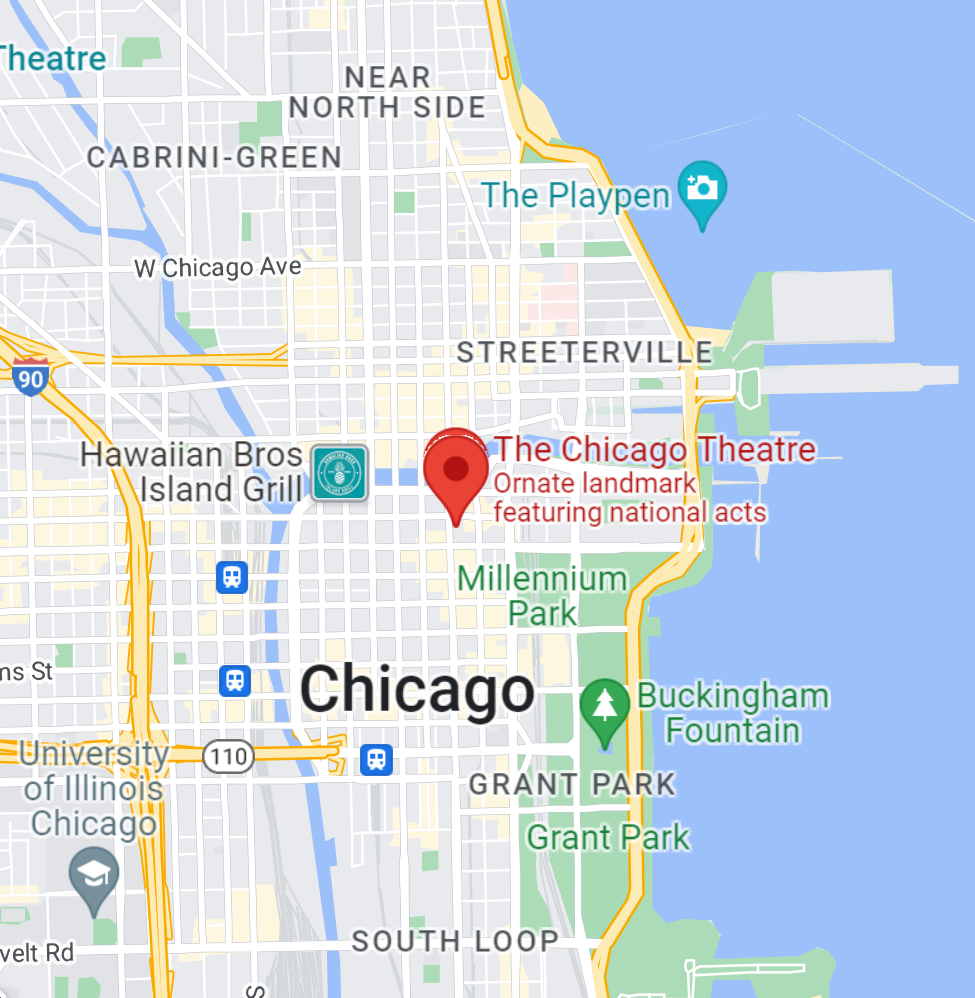 Theatre
NEAR
NORTH SIDE
CABRINI-GREEN
The Playpen
W Chicago Ave
STREETERVILLE
90
Hawaiian Bros
Island Grill
The Chicago Theatre
Ornate landmark
featuring national acts
Millennium
Park
ms St
Chicago
Buckingham
Fountain
University
of Illinois
Chicago
110
GRANT PARK
Grant Park
SOUTH LOOP
velt Rd
S